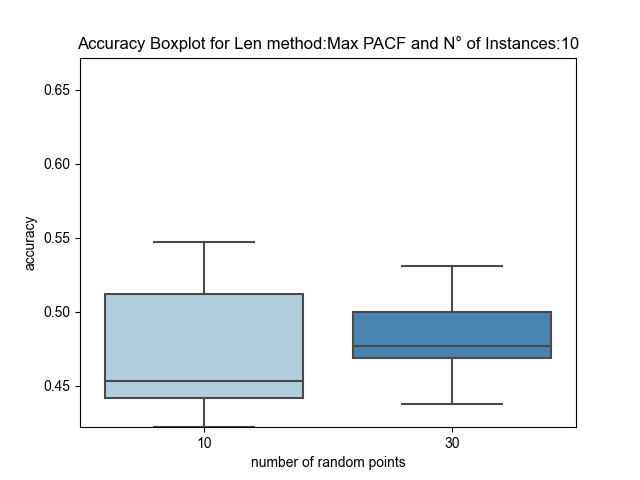 Accuracy Boxplot for Len method:Max PACF and N° of Instances:10
0.65
0.60
0.55
0.50
0.45
accuracy
10
30
number of random points